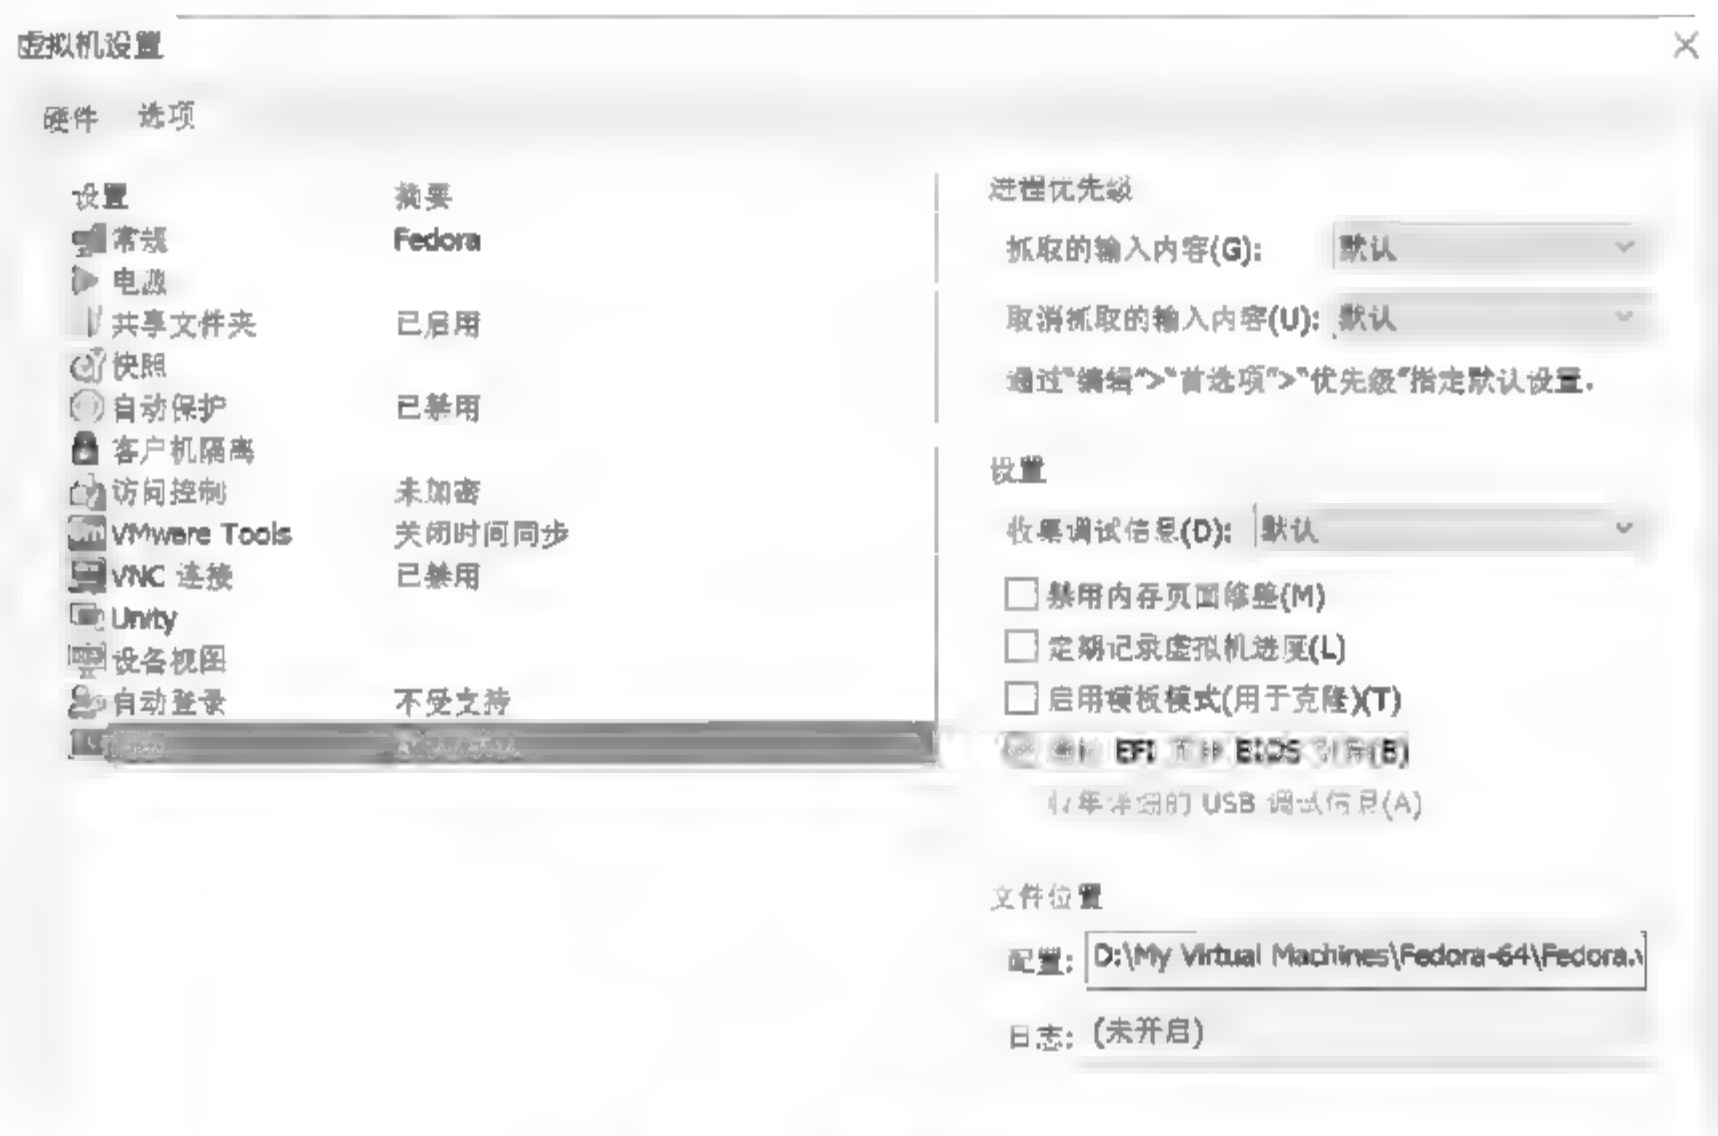 虚拟机设置
硬件 选项
设置 摘要
常规 Fedora
电源
共享文件夹 已启用
快照
自动保护 已禁用
客户机隔离
访问控制 未加密
VMware Tools 关闭时间同步
VNC 连接 已禁用
Unity
设备视图
自动登录 不受支持
进程优先级
抓取的输入内容(G): 默认
取消抓取的输入内容(U): 默认
通过"编辑">"首选项">"优先级"指定默认设置.
设置
收集调试信息(D): 默认
禁用内存页面修整(M)
定期记录虚拟机进度(L)
启用模板模式(用于克隆)(T)
EFI BIOS (B)
收集详细的 USB 调试信息(A)
文件位置
配置: D:\My Virtual Machines\Fedora-64\Fedora.v
日志: (未开启)